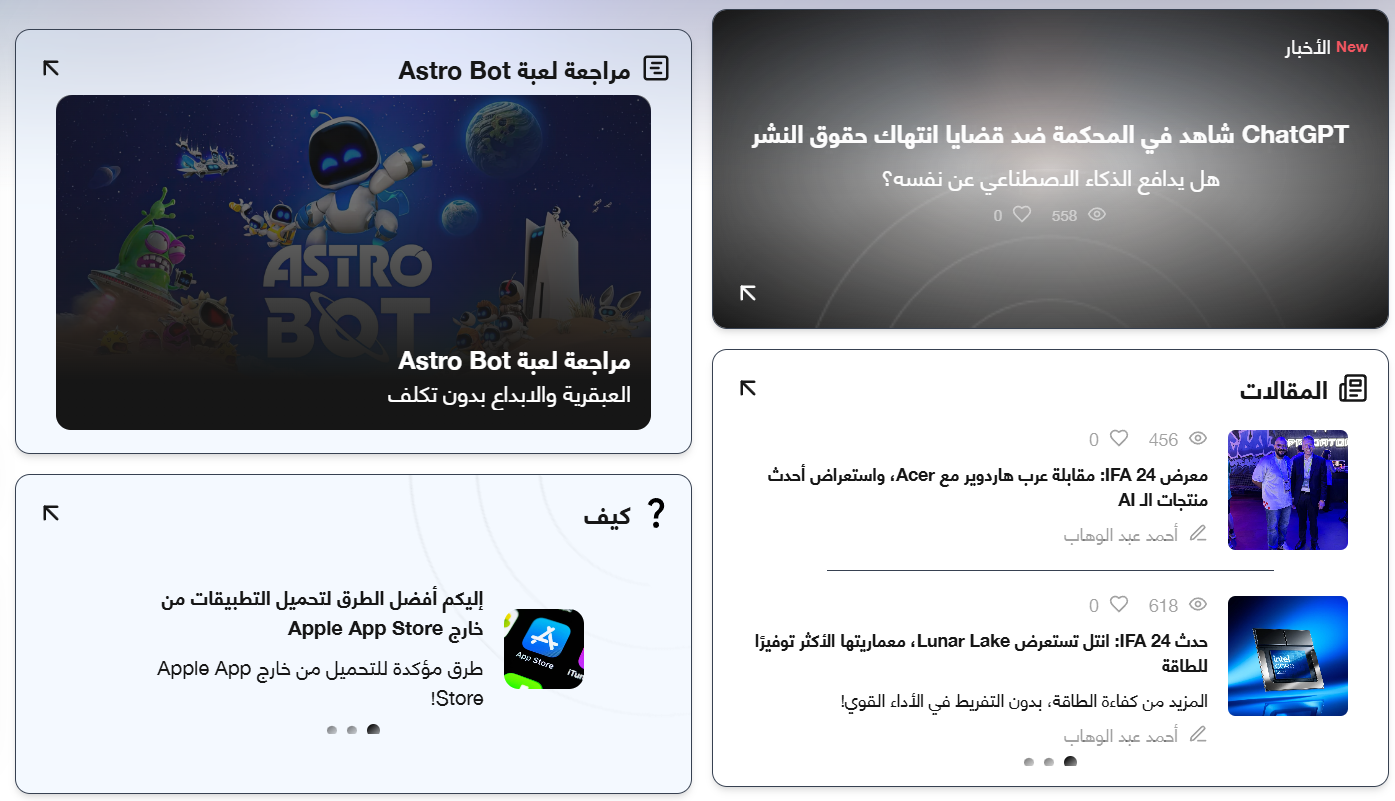 New الأخبار
ChatGPT شاهد في المحكمة ضد قضايا انتهاك حقوق النشر
هل يدافع الذكاء الاصطناعي عن نفسه؟
558 0
مراجعة لعبة Astro Bot
ASTRO
BOT
مراجعة لعبة Astro Bot
العبقرية والابداع بدون تكلف
المقالات
PREDATOR
456 0
معرض IFA 24: مقابلة عرب هاردوير مع Acer، واستعراض أحدث
منتجات الـ AI
أحمد عبد الوهاب
618 0
حدث IFA 24: انتل تستعرض Lunar Lake، معماريتها الأكثر توفيرًا
للطاقة
المزيد من كفاءة الطاقة، بدون التفريط في الأداء القوي!
أحمد عبد الوهاب
intel
كيف
إليكم أفضل الطرق لتحميل التطبيقات من
خارج Apple App Store
طرق مؤكدة للتحميل من خارج Apple App
Store!
App Store